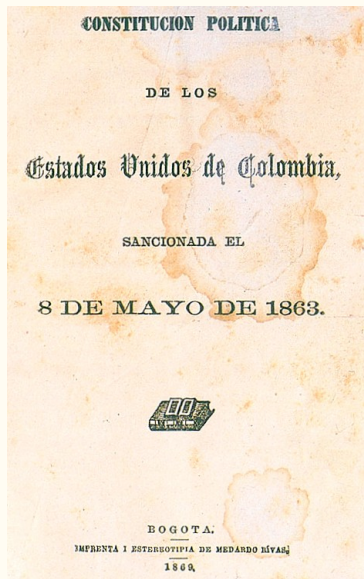 CONSTITUCION POLITICA
DE LOS
Estados Unidos de Colombia,
SANCIONADA EL
8 DE MAYO DE 1863.
BOGOTA.
IMPRENTA I ESTEREOTIPIA DE MEDARDO RÍVAS,
1869.